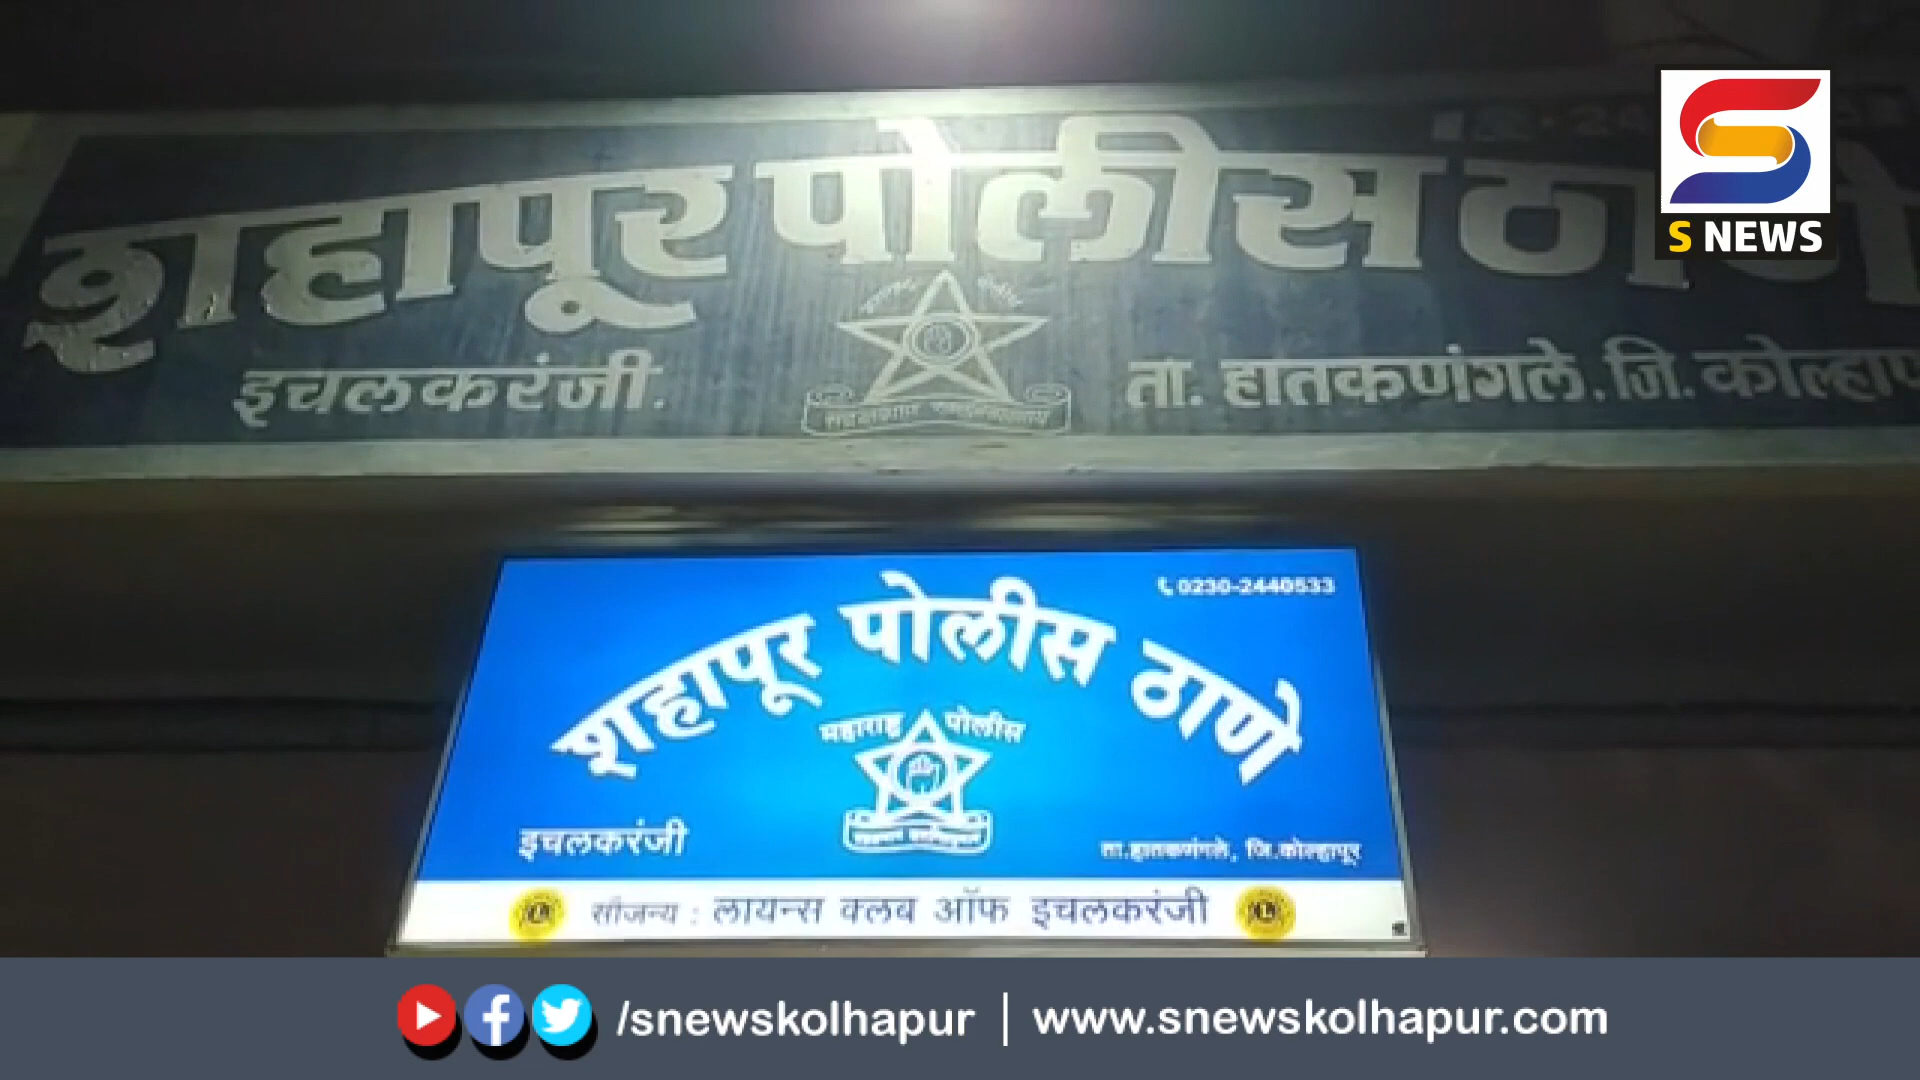 शहापूर पोलीस ठाणे
इचलकरंजी. ता. हातकणंगले. जि. कोल्हापू
S NEWS
0230-2440533
शहापूर पोलीस ठाणे
महाराष्ट्र पोलीस
इचलकरंजी
ता.हातकणंगले, जि.कोल्हापूर
सौजन्य : लायन्स क्लब ऑफ इचलकरंजी
/snewskolhapur | www.snewskolhapur.com